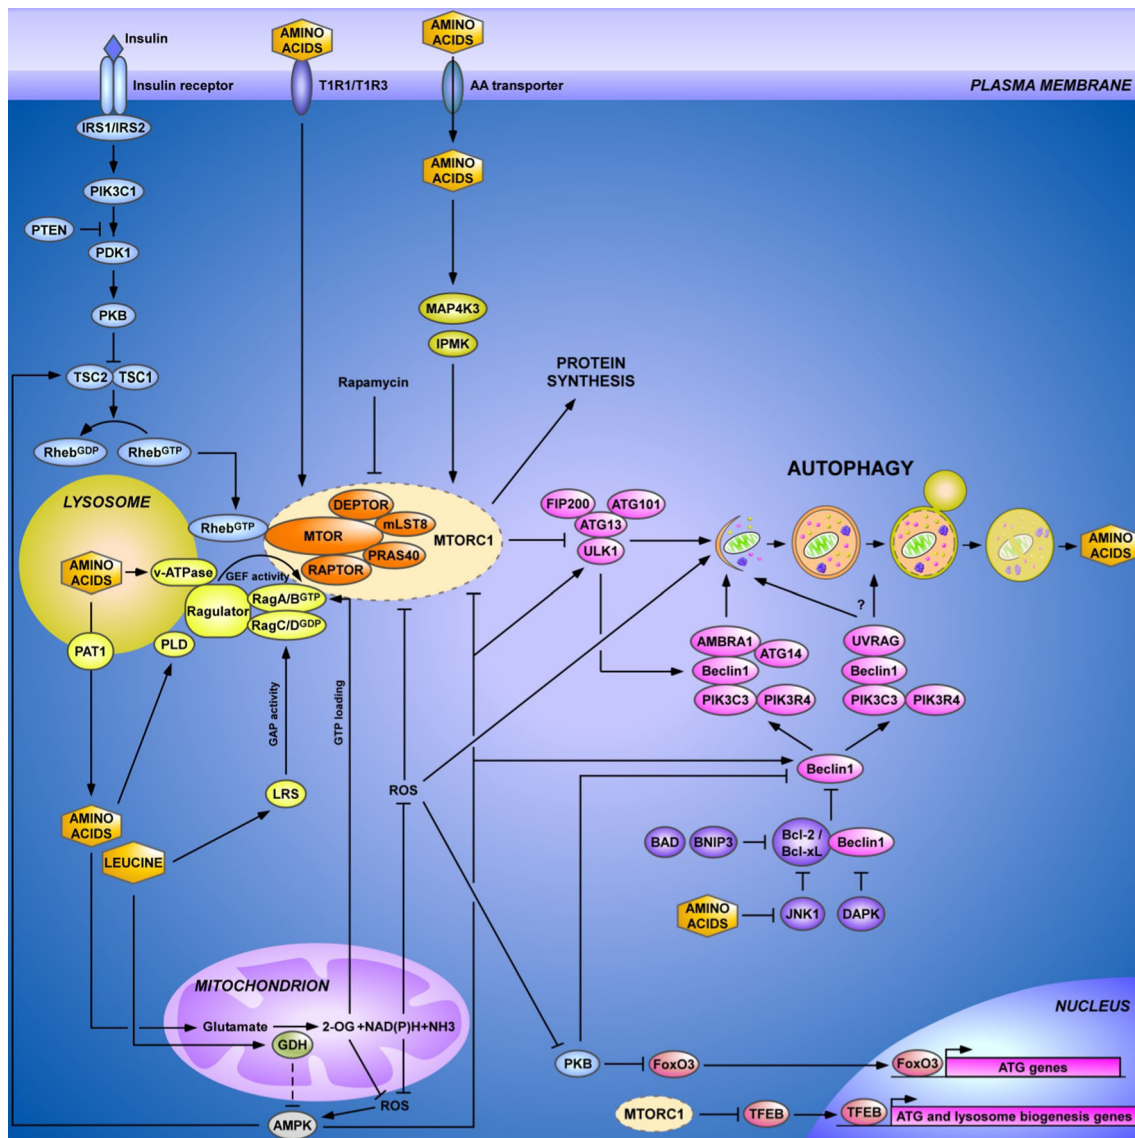 Insulin
AMINO
ACIDS
AMINO
ACIDS
Insulin receptor
T1R1/T1R3
AA transporter
PLASMA MEMBRANE
IRS1/IRS2
AMINO
ACIDS
PIK3C1
PTEN
PDK1
MAP4K3
PKB
IPMK
PROTEIN
SYNTHESIS
TSC2
TSC1
Rapamycin
RhebGDP
RhebGTP
AUTOPHAGY
LYSOSOME
DEPTOR
FIP200
ATG101
RhebGTP
MTOR
mLST8
MTORC1
ATG13
PRAS40
ULK1
AMINO
ACIDS
AMINO
ACIDS
v-ATPase
GEF activity
RAPTOR
Ragulator
RagA/BGTP
RagC/DGDP
?
PAT1
PLD
AMBRA1
ATG14
UVRAG
Beclin1
Beclin1
PIK3C3
PIK3R4
PIK3C3
PIK3R4
GAP activity
GTP loading
Beclin1
LRS
ROS
AMINO
ACIDS
LEUCINE
BAD
BNIP3
Bcl-2 /
Bcl-xL
Beclin1
AMINO
ACIDS
JNK1
DAPK
MITOCHONDRION
NUCLEUS
Glutamate
2-OG +NAD(P)H+NH3
GDH
PKB
FoxO3
FoxO3
ATG genes
ROS
AMPK
MTORC1
TFEB
TFEB
ATG and lysosome biogenesis genes